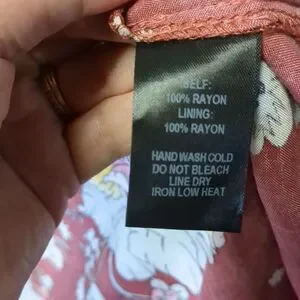 SELF:
100% RAYON
LINING:
100% RAYON
HAND WASH COLD
DO NOT BLEACH
LINE DRY
IRON LOW HEAT